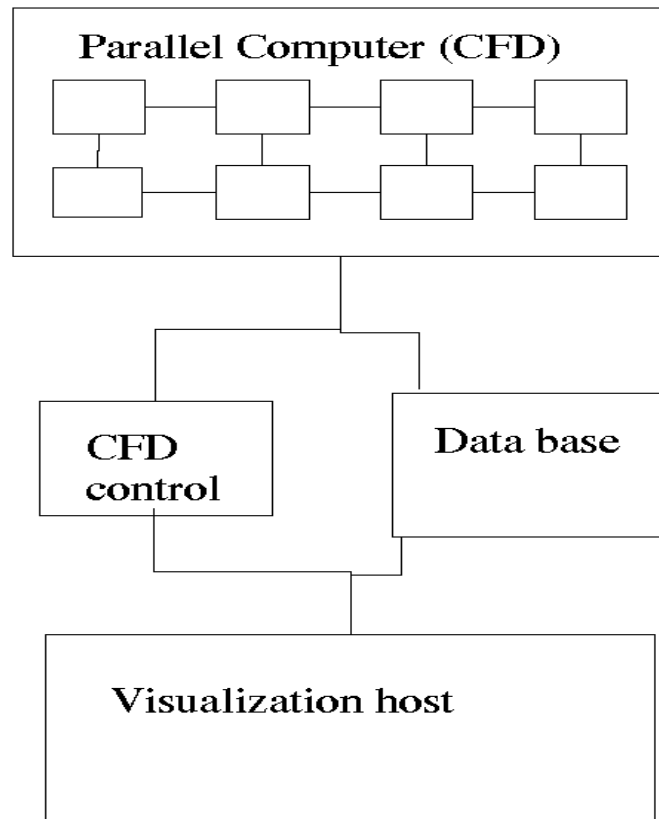 Parallel Computer (CFD)
CFD
control
Data base
Visualization host